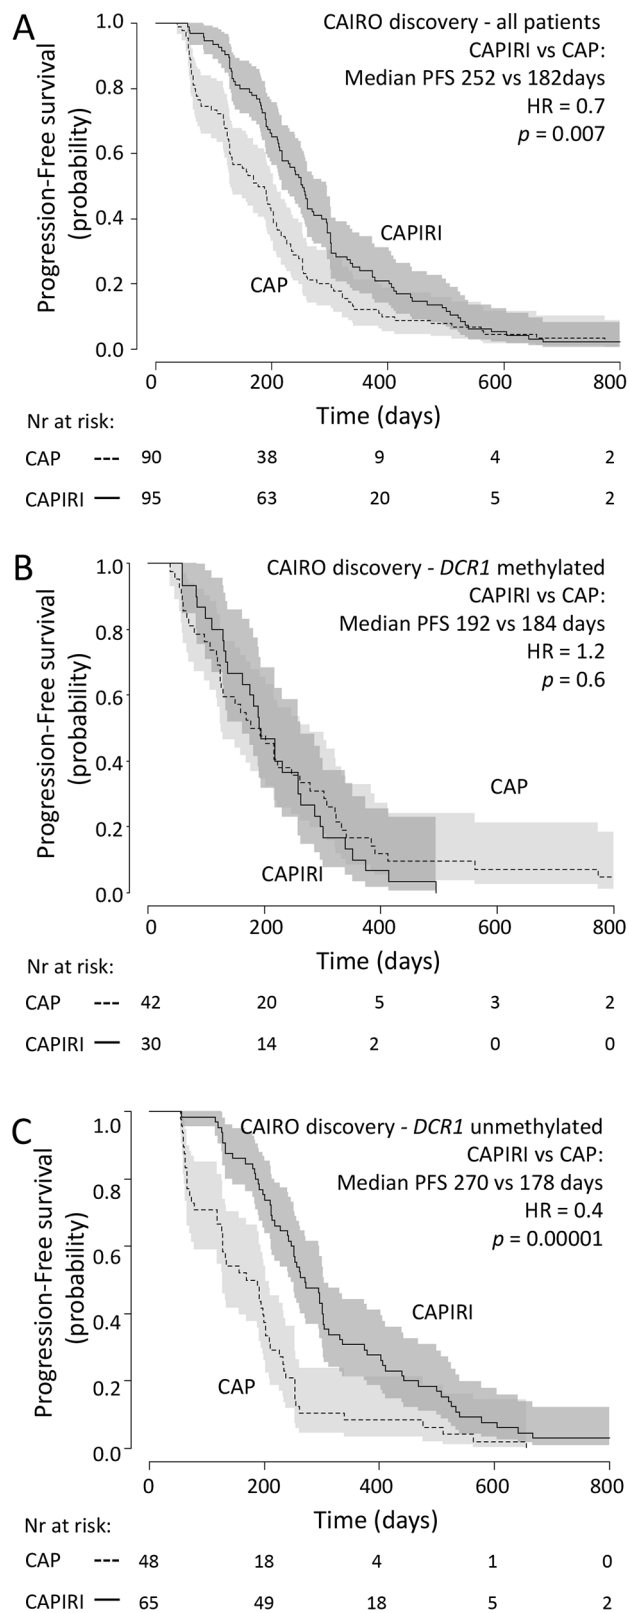 A
CAIRO discovery - all patients
CAPIRI vs CAP:
Median PFS 252 vs 182days
HR = 0.7
p = 0.007
Progression-Free survival
(probability)
1.0
0.8
0.6
0.4
0.2
0.0
CAPIRI
CAP
0 200 400 600 800
Time (days)
Nr at risk:
CAP 90 38 9 4 2
CAPIRI 95 63 20 5 2
B
CAIRO discovery - DCR1 methylated
CAPIRI vs CAP:
Median PFS 192 vs 184 days
HR = 1.2
p = 0.6
Progression-Free survival
(probability)
1.0
0.8
0.6
0.4
0.2
0.0
CAP
CAPIRI
0 200 400 600 800
Time (days)
Nr at risk:
CAP 42 20 5 3 2
CAPIRI 30 14 2 0 0
C
CAIRO discovery - DCR1 unmethylated
CAPIRI vs CAP:
Median PFS 270 vs 178 days
HR = 0.4
p = 0.00001
Progression-Free survival
(probability)
1.0
0.8
0.6
0.4
0.2
0.0
CAPIRI
CAP
0 200 400 600 800
Time (days)
Nr at risk:
CAP 48 18 4 1 0
CAPIRI 65 49 18 5 2